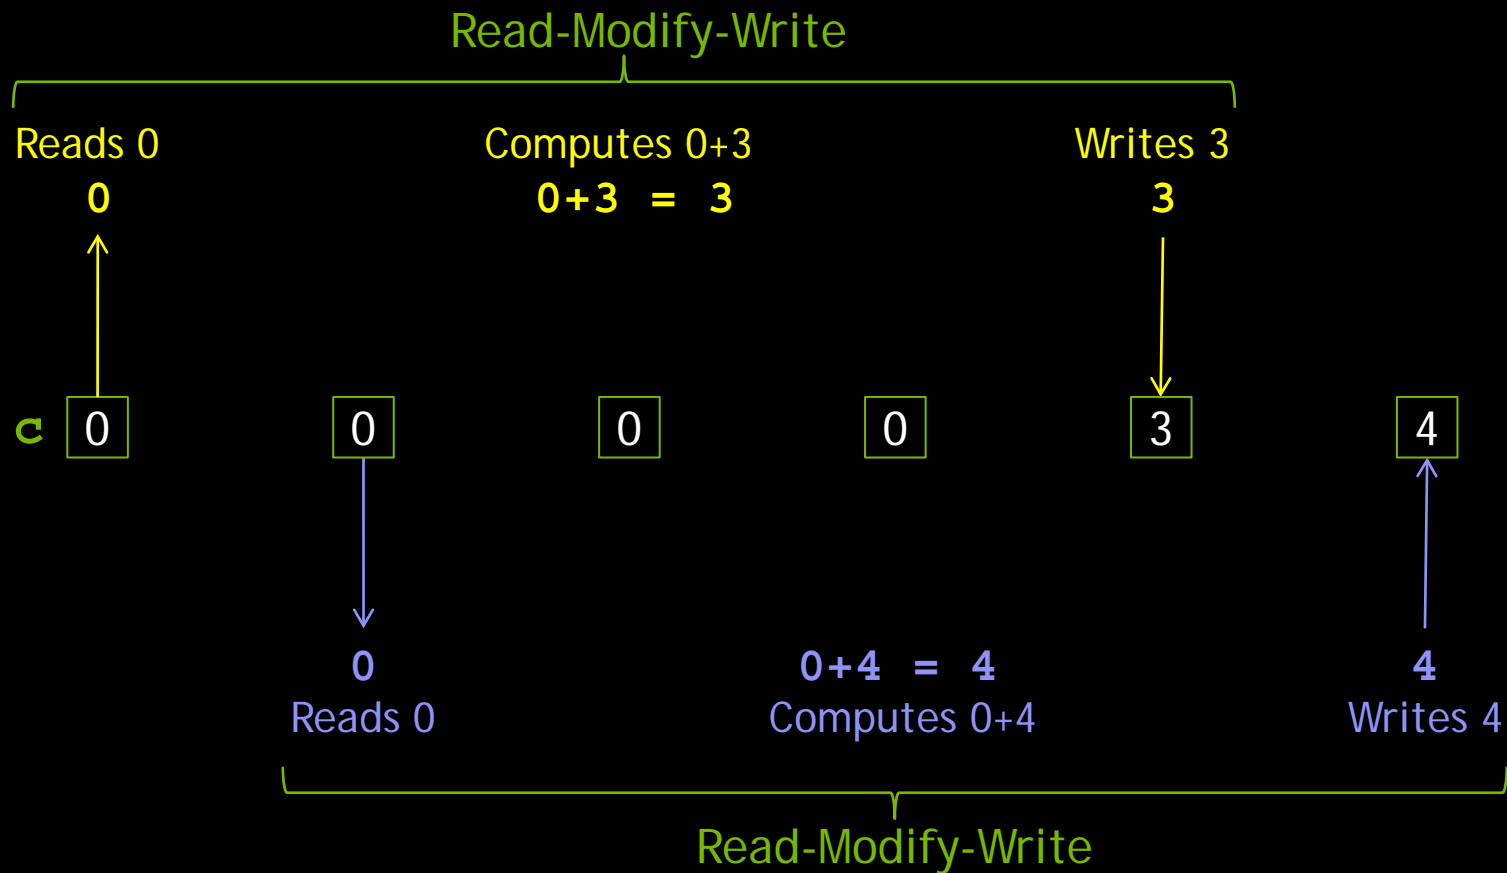 Read-Modify-Write
Reads 0 Computes 0+3 Writes 3
0 0+3 = 3 3
c 0 0 0 0 3 4
0 0+4 = 4 4
Reads 0 Computes 0+4 Writes 4
Read-Modify-Write